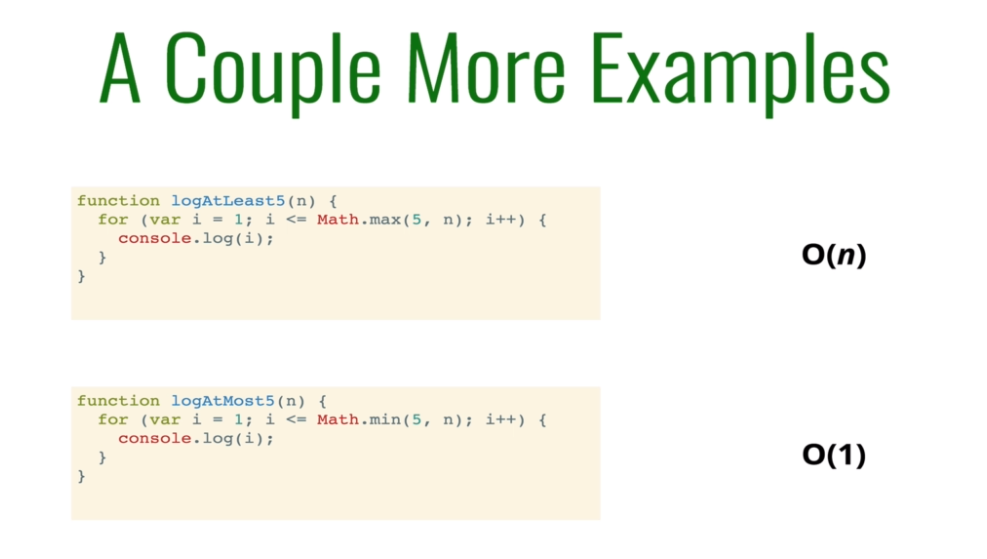 A Couple More Examples
function logAtLeast5(n) {
  for (var i = 1; i <= Math.max(5, n); i++) {
    console.log(i);
  }
}
O(n)
function logAtMost5(n) {
  for (var i = 1; i <= Math.min(5, n); i++) {
    console.log(i);
  }
}
O(1)